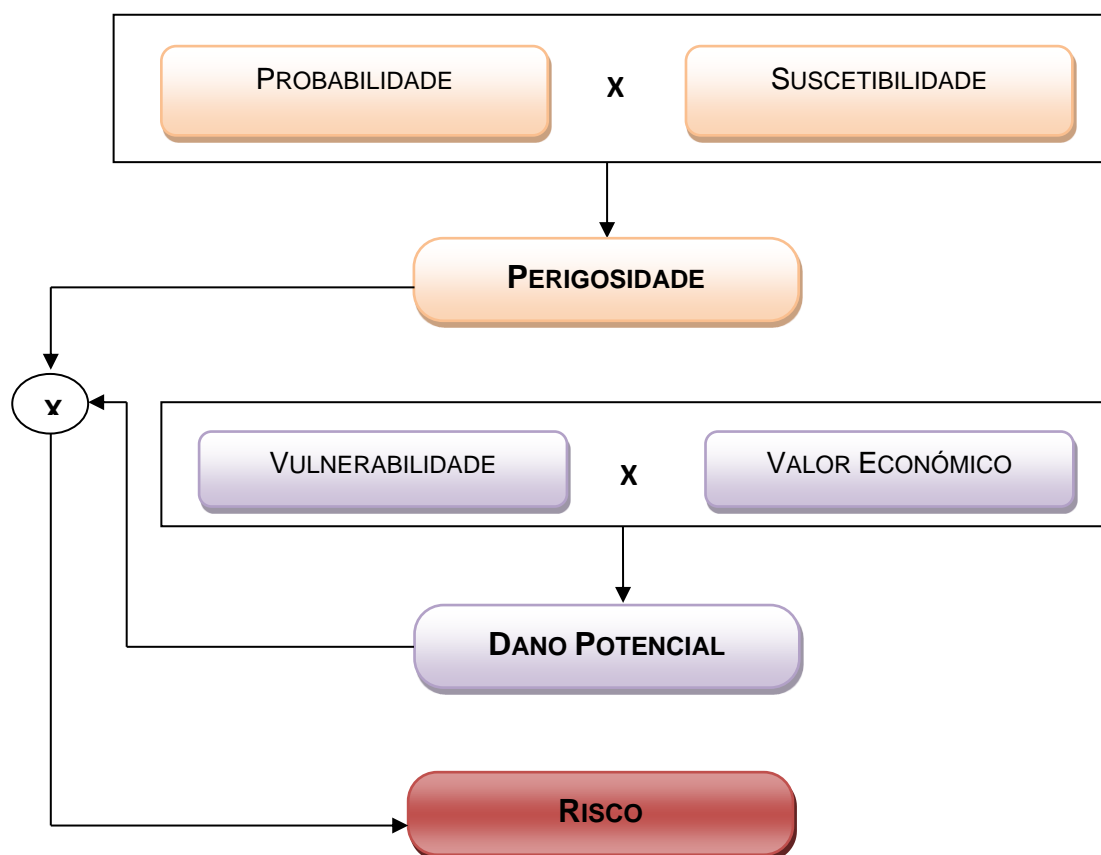 PROBABILIDADE X SUSCETIBILIDADE
PERIGOSIDADE
X
VULNERABILIDADE X VALOR ECONÓMICO
DANO POTENCIAL
RISCO